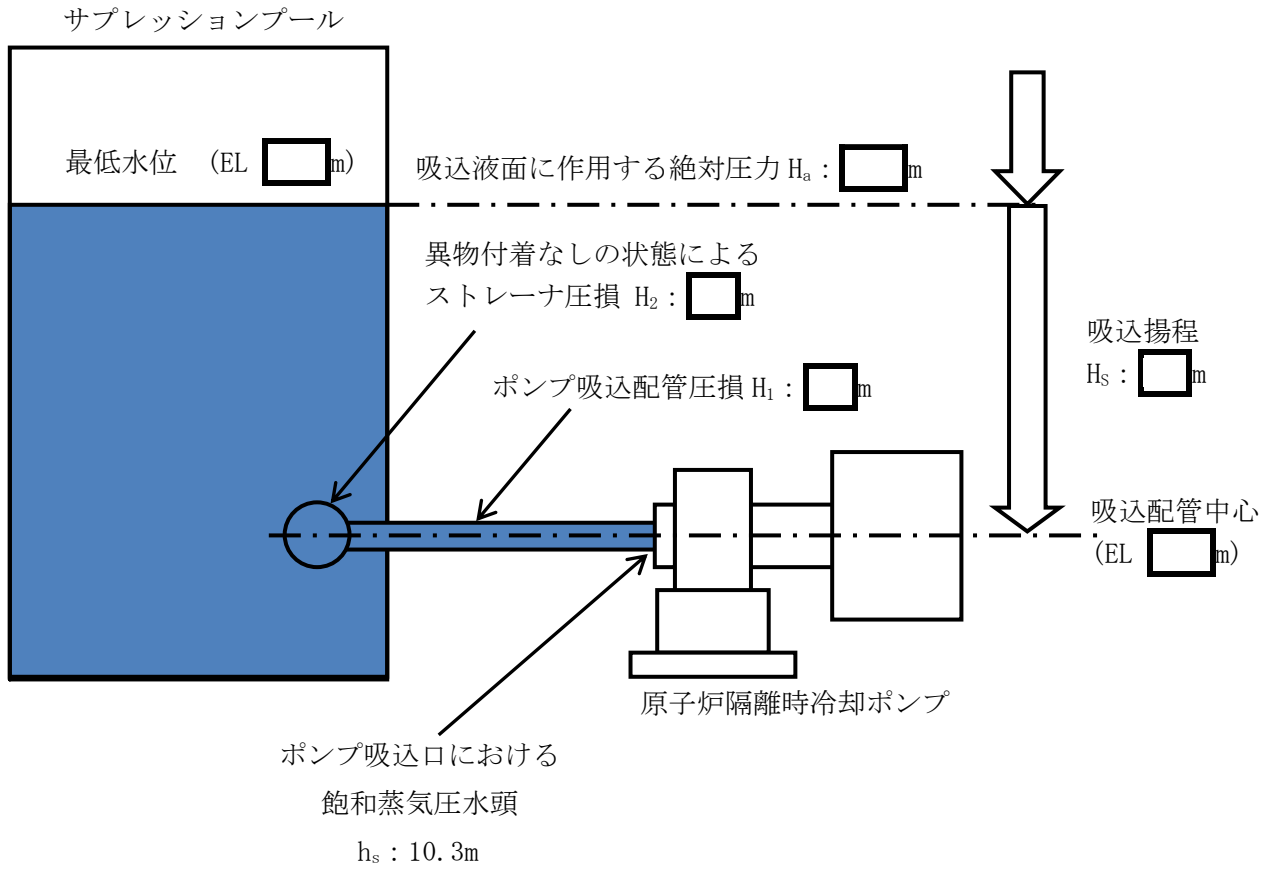 サプレッションプール
最低水位 (EL m)
吸込液面に作用する絶対圧力 Hₐ：m
異物付着なしの状態による
ストレーナ圧損 H₂：m
ポンプ吸込配管圧損 H₁：m
吸込揚程
Hs：m
吸込配管中心
(EL m)
原子炉隔離時冷却ポンプ
ポンプ吸込口における
飽和蒸気圧水頭
hₛ：10.3m